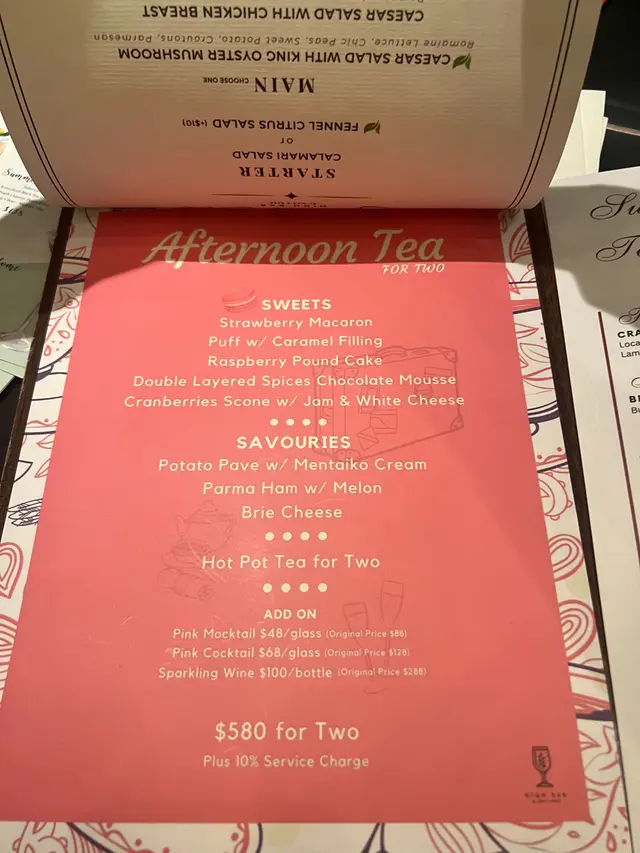 CAESAR SALAD WITH CHICKEN BREAST
Romaine Lettuce, Chic Peas, Sweet Potato, Croutons, Parmesan
CAESAR SALAD WITH KING OYSTER MUSHROOM
MAIN CHOOSE ONE
FENNEL CITRUS SALAD (+$10)
or
CALAMARI SALAD
STARTER
Afternoon Tea
FOR TWO
SWEETS
Strawberry Macaron
Puff w/ Caramel Filling
Raspberry Pound Cake
Double Layered Spices Chocolate Mousse
Cranberries Scone w/ Jam & White Cheese
SAVOURIES
Potato Pave w/ Mentaiko Cream
Parma Ham w/ Melon
Brie Cheese
Hot Pot Tea for Two
ADD ON
Pink Mocktail $48/glass (Original Price $86)
Pink Cocktail $68/glass (Original Price $128)
Sparkling Wine $100/bottle (Original Price $288)
$580 for Two
Plus 10% Service Charge